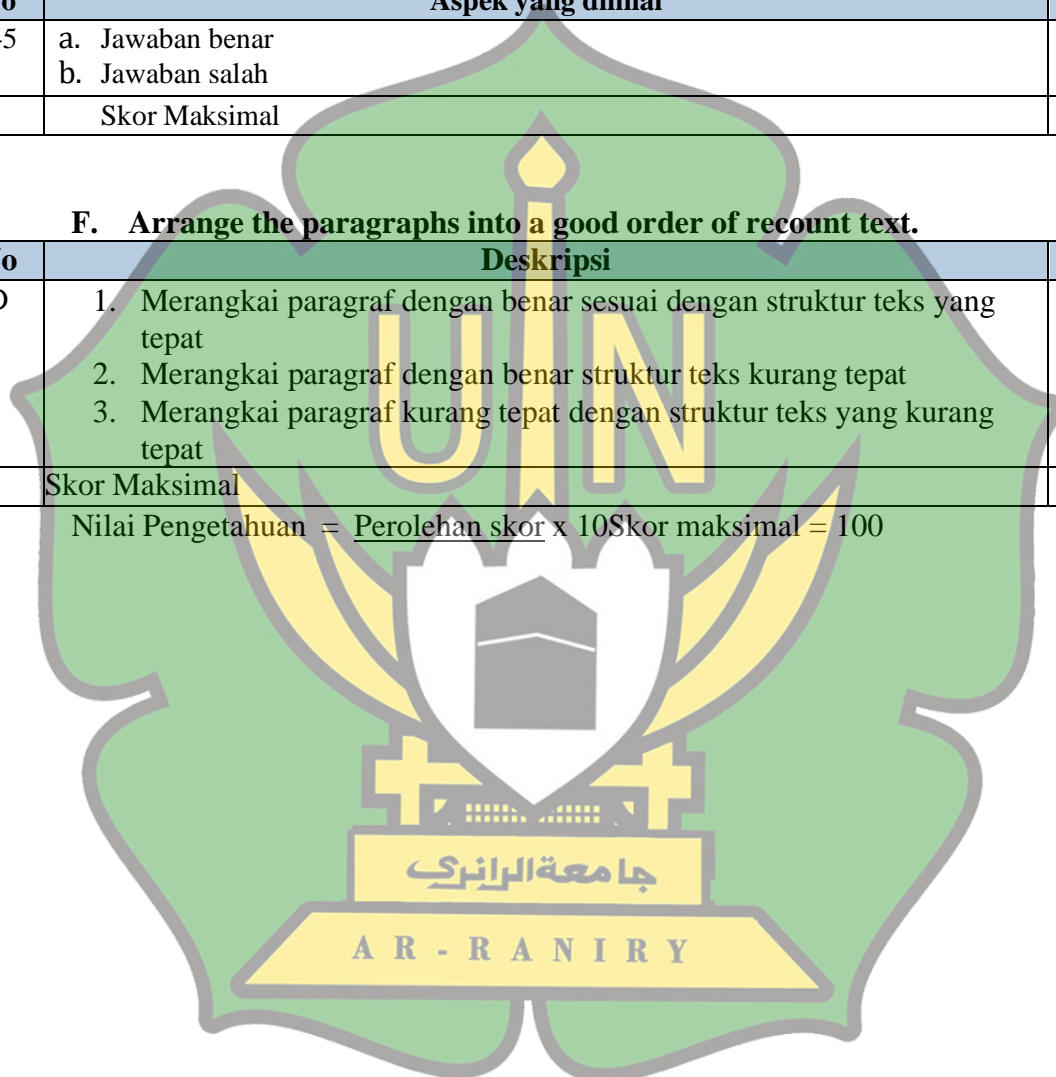 o Aspek yang dinilai
-5 a. Jawaban benar
b. Jawaban salah
Skor Maksimal
F. Arrange the paragraphs into a good order of recount text.
o Deskripsi
1. Merangkai paragraf dengan benar sesuai dengan struktur teks yang
tepat
2. Merangkai paragraf dengan benar struktur teks kurang tepat
3. Merangkai paragraf kurang tepat dengan struktur teks yang kurang
tepat
Skor Maksimal
Nilai Pengetahuan = Perolehan skor x 10Skor maksimal = 100
UIN
جامعةالرانري
AR-RANIRY